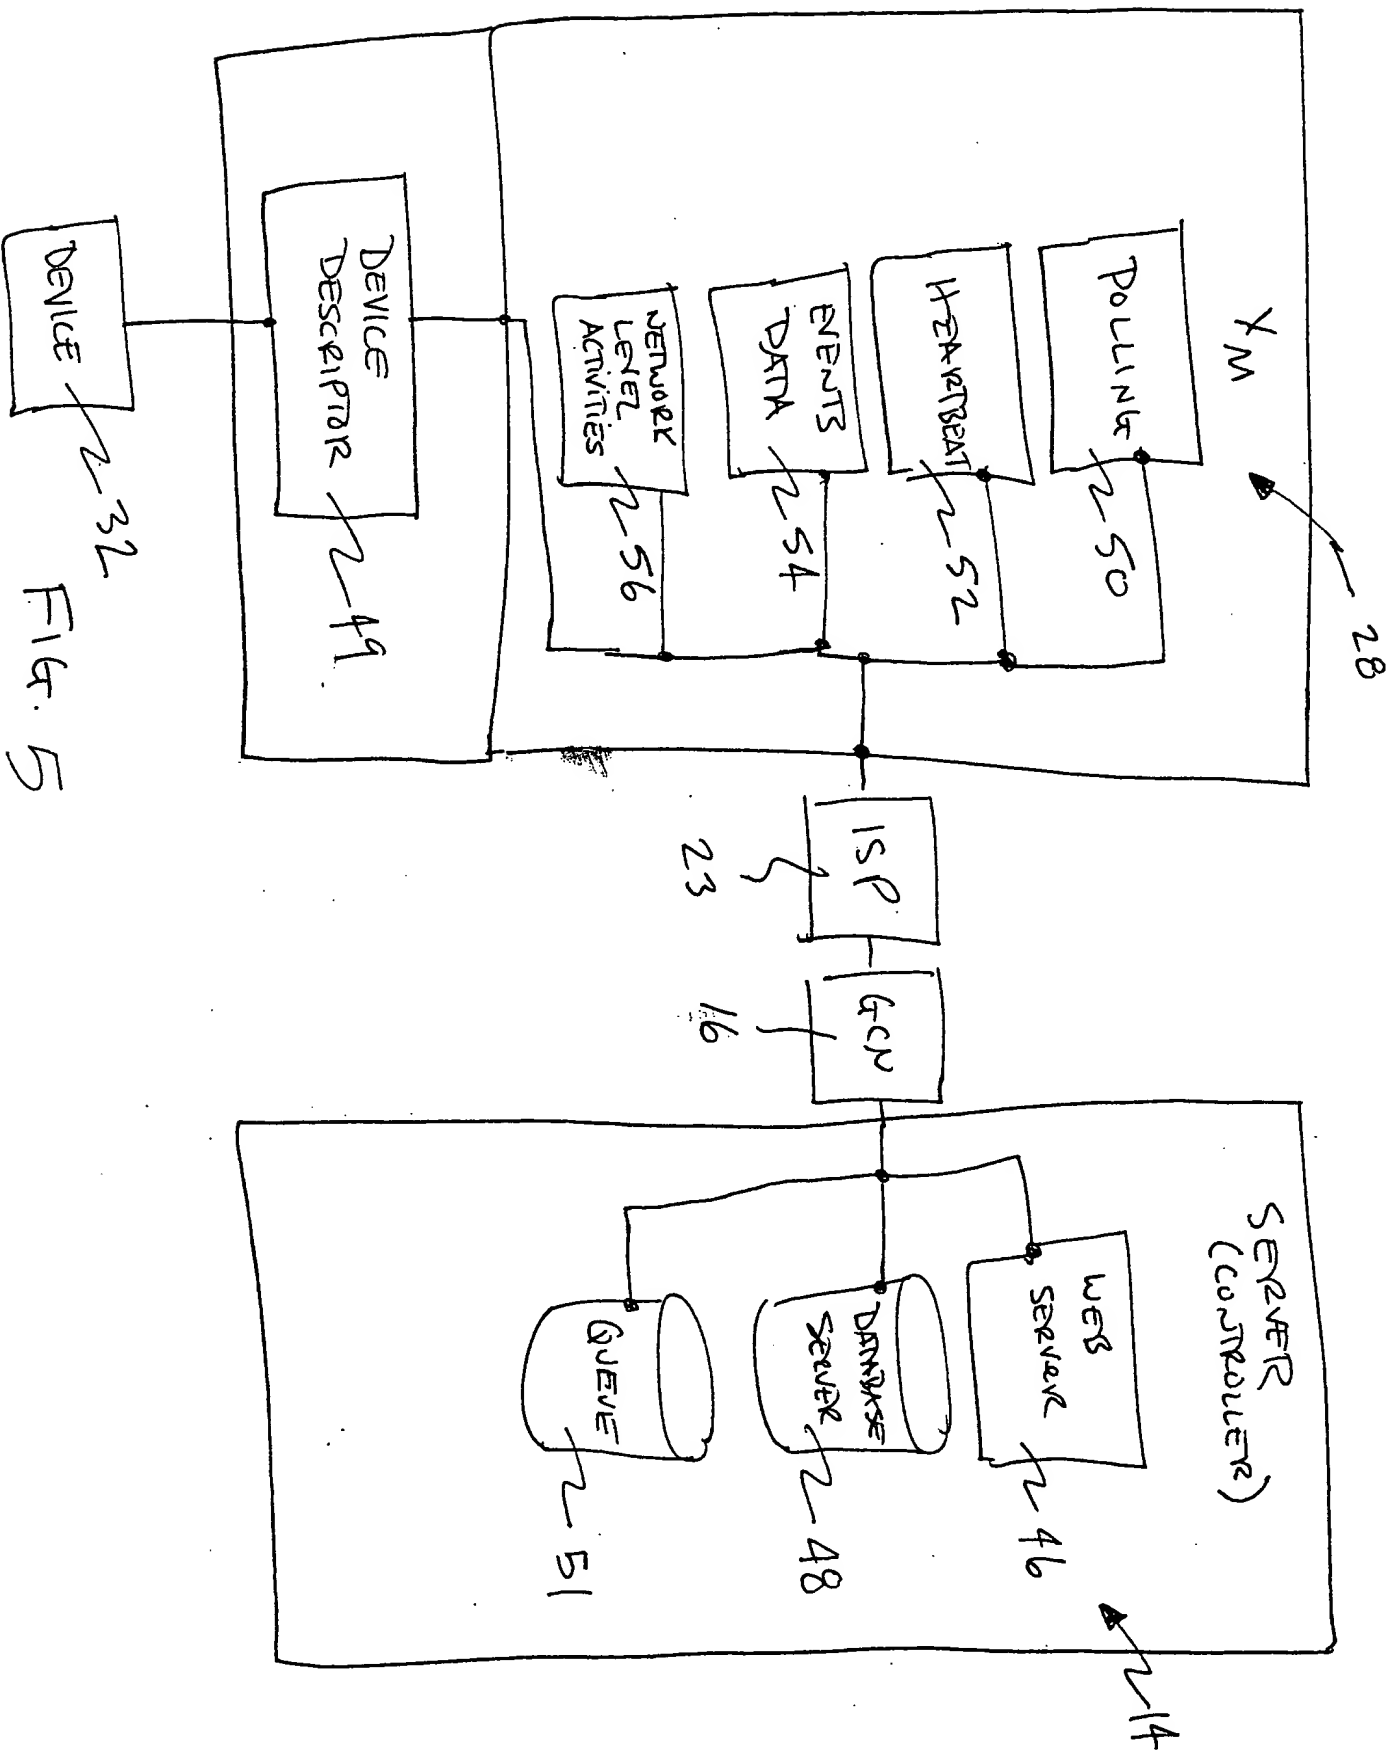 XM
28
POLLING
50
HEARTBEAT
52
EVENTS
DATA
54
NETWORK
LEVEL
ACTIVITIES
56
DEVICE
DESCRIPTOR
49
DEVICE
32
ISP
23
GCN
16
SERVER
(CONTROLLER)
14
WEB
SERVER
46
DATABASE
SERVER
48
QUEUE
51
FIG. 5